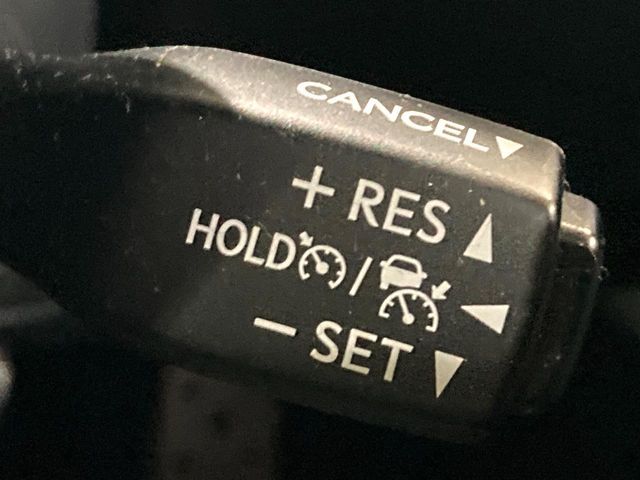 CANCEL
+ RES
HOLD /
− SET